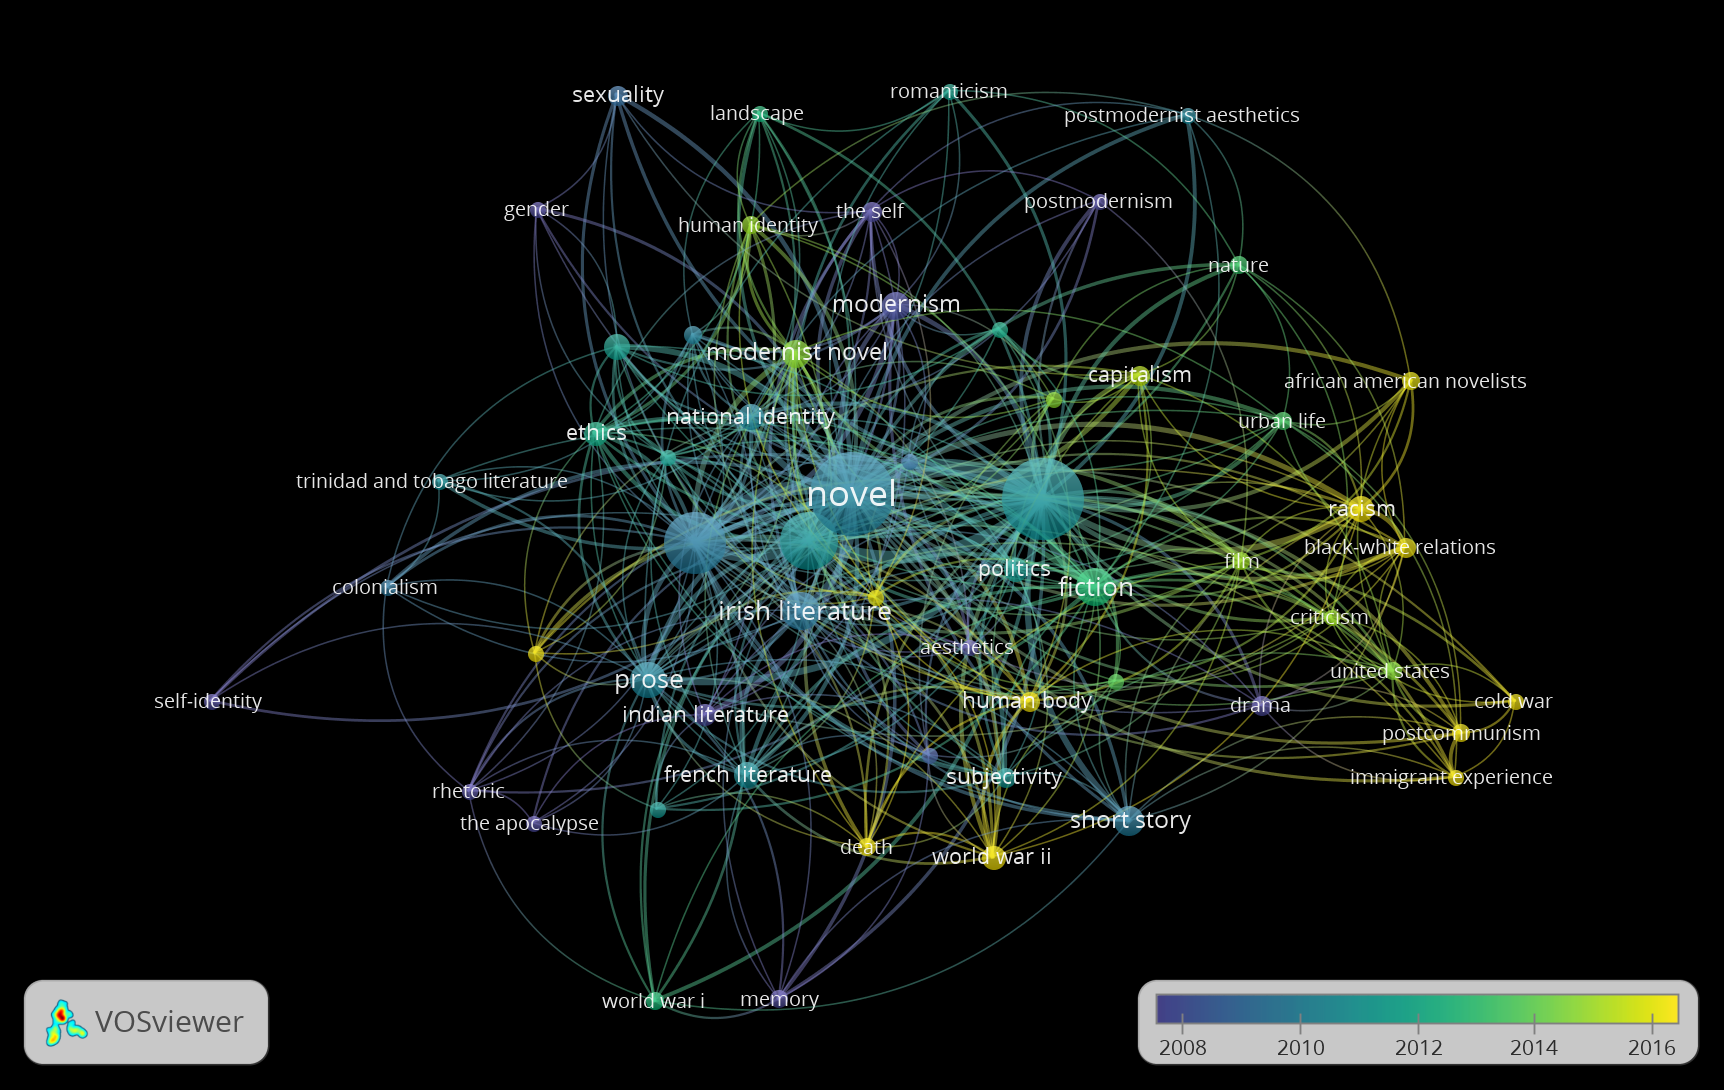 sexuality
landscape
romanticism
postmodernist aesthetics
gender
human identity
the self
postmodernism
nature
modernism
modernist novel
capitalism
african american novelists
national identity
urban life
ethics
trinidad and tobago literature
novel
racism
black-white relations
film
politics
fiction
colonialism
irish literature
criticism
aesthetics
united states
prose
self-identity
human body
cold war
drama
indian literature
postcommunism
french literature
subjectivity
immigrant experience
rhetoric
the apocalypse
short story
death
world war ii
world war i
memory
VOSviewer
2008 2010 2012 2014 2016